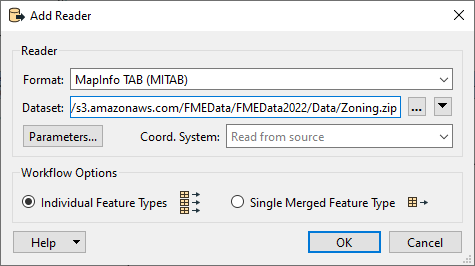 Add Reader
Reader
Format: MapInfo TAB (MITAB)
Dataset: /s3.amazonaws.com/FMEData/FMEData2022/Data/Zoning.zip ...
Parameters... Coord. System: Read from source
Workflow Options
Individual Feature Types Single Merged Feature Type
Help OK Cancel